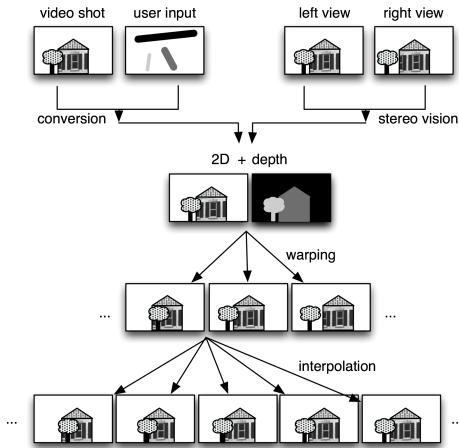 video shot
user input
left view
right view
conversion
stereo vision
2D + depth
warping
... ...
interpolation
... ..